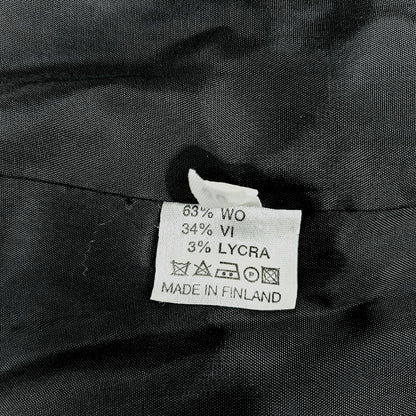 63% WO
34% VI
3% LYCRA
P
MADE IN FINLAND